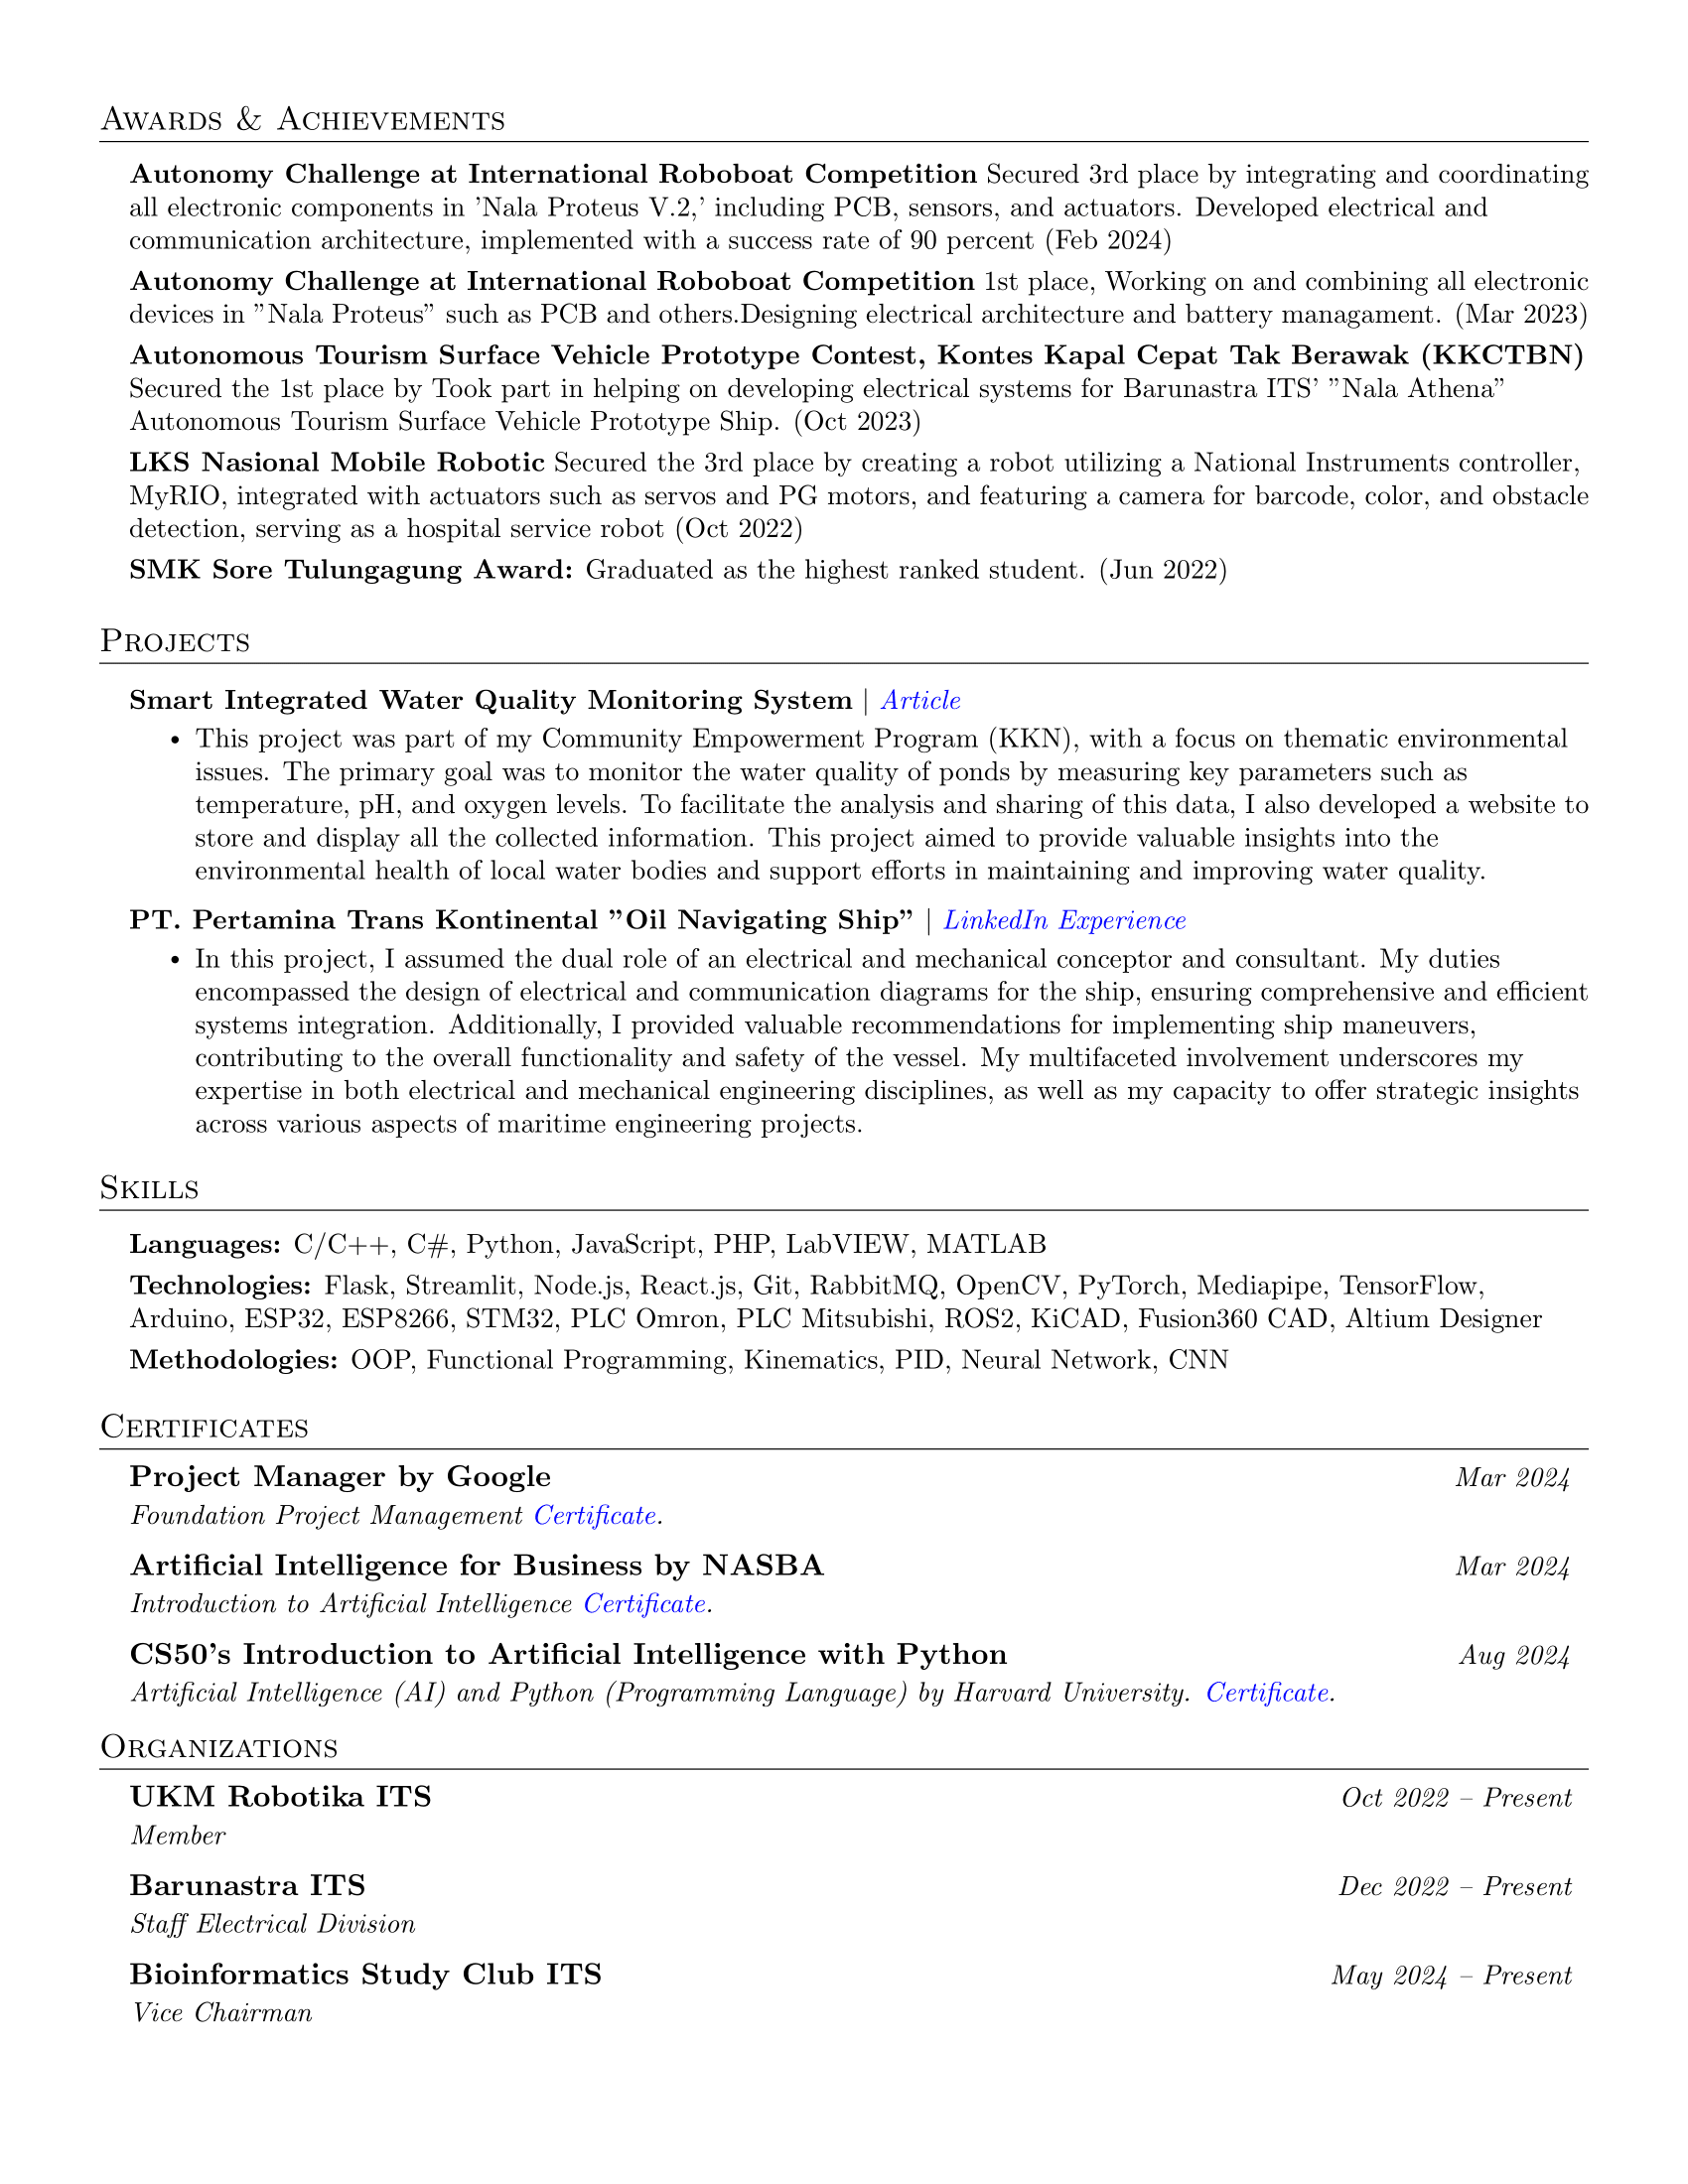 Awards & Achievements
Autonomy Challenge at International Roboboat Competition Secured 3rd place by integrating and coordinating
all electronic components in ’Nala Proteus V.2,’ including PCB, sensors, and actuators. Developed electrical and
communication architecture, implemented with a success rate of 90 percent (Feb 2024)
Autonomy Challenge at International Roboboat Competition 1st place, Working on and combining all electronic
devices in ”Nala Proteus” such as PCB and others.Designing electrical architecture and battery managament. (Mar 2023)
Autonomous Tourism Surface Vehicle Prototype Contest, Kontes Kapal Cepat Tak Berawak (KKCTBN)
Secured the 1st place by Took part in helping on developing electrical systems for Barunastra ITS’ ”Nala Athena”
Autonomous Tourism Surface Vehicle Prototype Ship. (Oct 2023)
LKS Nasional Mobile Robotic Secured the 3rd place by creating a robot utilizing a National Instruments controller,
MyRIO, integrated with actuators such as servos and PG motors, and featuring a camera for barcode, color, and obstacle
detection, serving as a hospital service robot (Oct 2022)
SMK Sore Tulungagung Award: Graduated as the highest ranked student. (Jun 2022)
Projects
Smart Integrated Water Quality Monitoring System | Article
• This project was part of my Community Empowerment Program (KKN), with a focus on thematic environmental
issues. The primary goal was to monitor the water quality of ponds by measuring key parameters such as
temperature, pH, and oxygen levels. To facilitate the analysis and sharing of this data, I also developed a website to
store and display all the collected information. This project aimed to provide valuable insights into the
environmental health of local water bodies and support efforts in maintaining and improving water quality.
PT. Pertamina Trans Kontinental ”Oil Navigating Ship” | LinkedIn Experience
• In this project, I assumed the dual role of an electrical and mechanical conceptor and consultant. My duties
encompassed the design of electrical and communication diagrams for the ship, ensuring comprehensive and efficient
systems integration. Additionally, I provided valuable recommendations for implementing ship maneuvers,
contributing to the overall functionality and safety of the vessel. My multifaceted involvement underscores my
expertise in both electrical and mechanical engineering disciplines, as well as my capacity to offer strategic insights
across various aspects of maritime engineering projects.
Skills
Languages: C/C++, C#, Python, JavaScript, PHP, LabVIEW, MATLAB
Technologies: Flask, Streamlit, Node.js, React.js, Git, RabbitMQ, OpenCV, PyTorch, Mediapipe, TensorFlow,
Arduino, ESP32, ESP8266, STM32, PLC Omron, PLC Mitsubishi, ROS2, KiCAD, Fusion360 CAD, Altium Designer
Methodologies: OOP, Functional Programming, Kinematics, PID, Neural Network, CNN
Certificates
Project Manager by Google Mar 2024
Foundation Project Management Certificate.
Artificial Intelligence for Business by NASBA Mar 2024
Introduction to Artificial Intelligence Certificate.
CS50’s Introduction to Artificial Intelligence with Python Aug 2024
Artificial Intelligence (AI) and Python (Programming Language) by Harvard University. Certificate.
Organizations
UKM Robotika ITS Oct 2022 – Present
Member
Barunastra ITS Dec 2022 – Present
Staff Electrical Division
Bioinformatics Study Club ITS May 2024 – Present
Vice Chairman